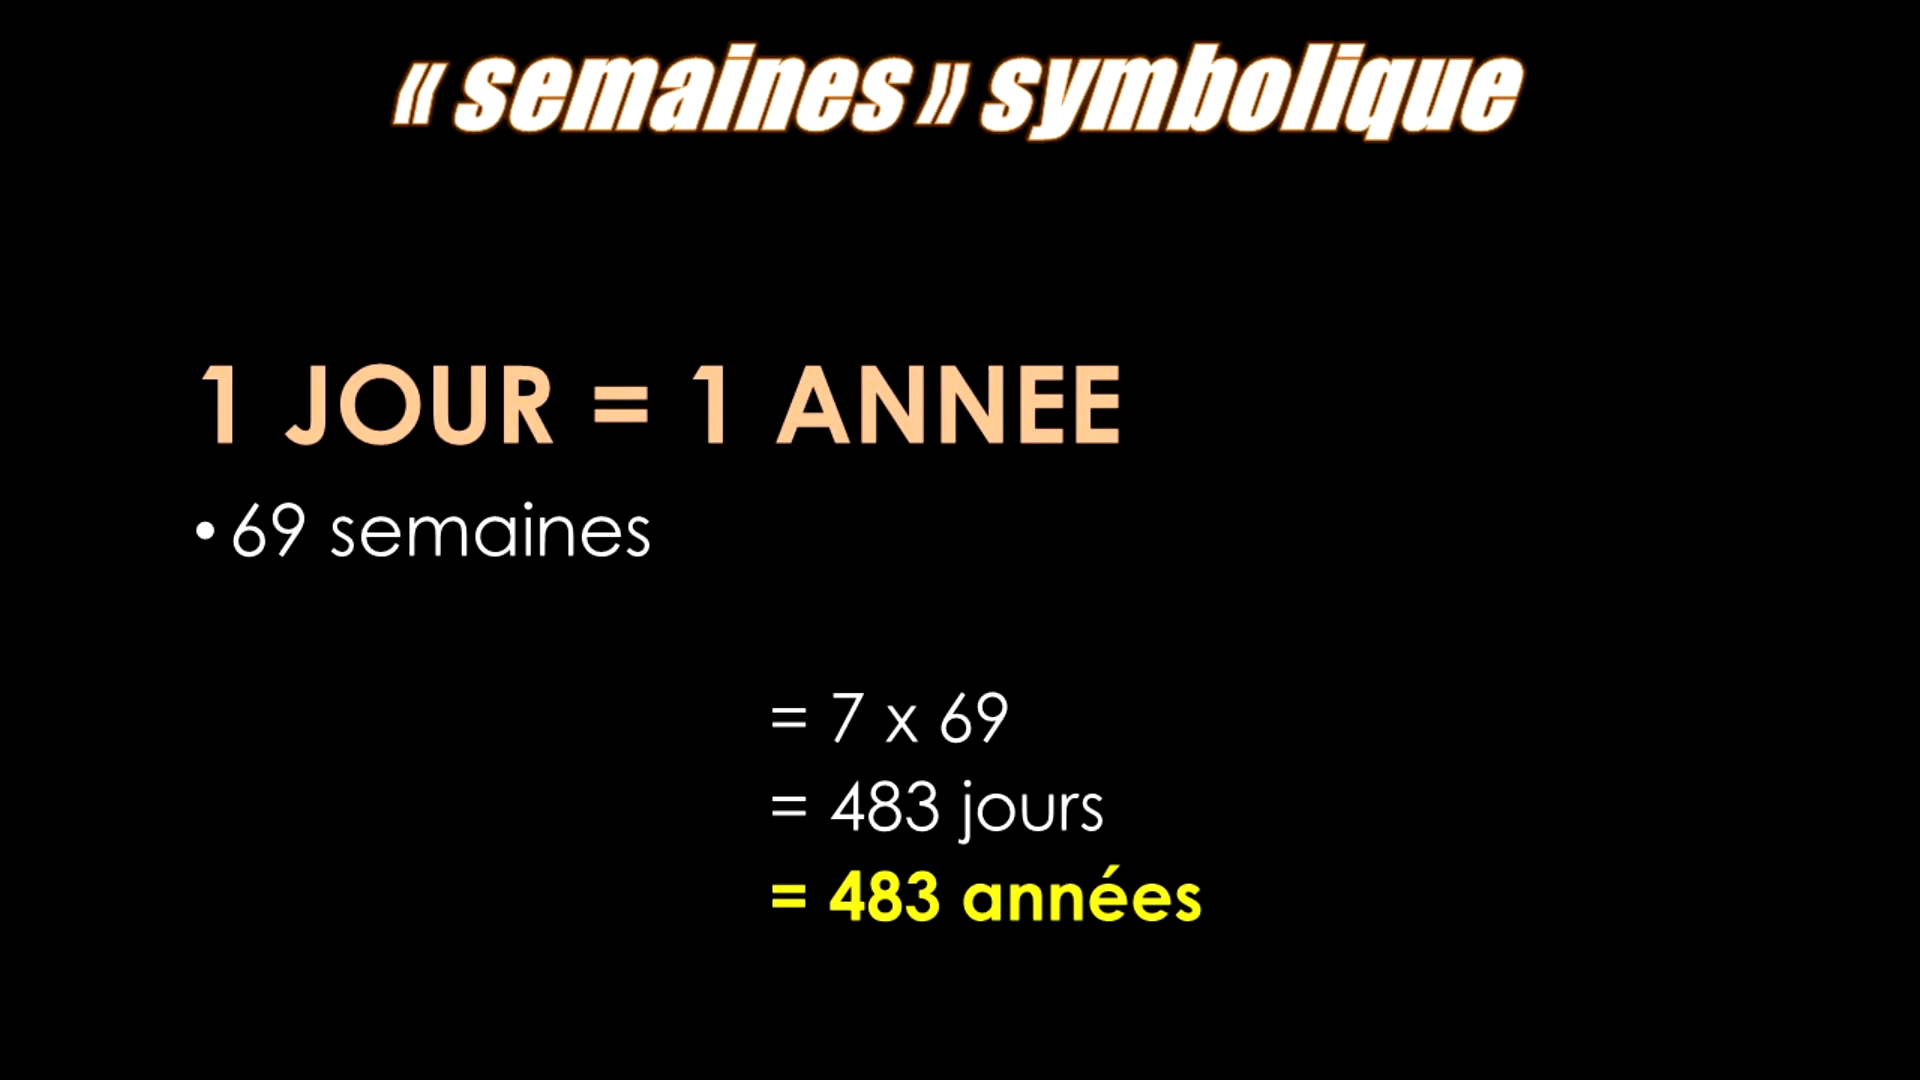 « semaines » symbolique
1 JOUR = 1 ANNEE
• 69 semaines
= 7 x 69
= 483 jours
= 483 années